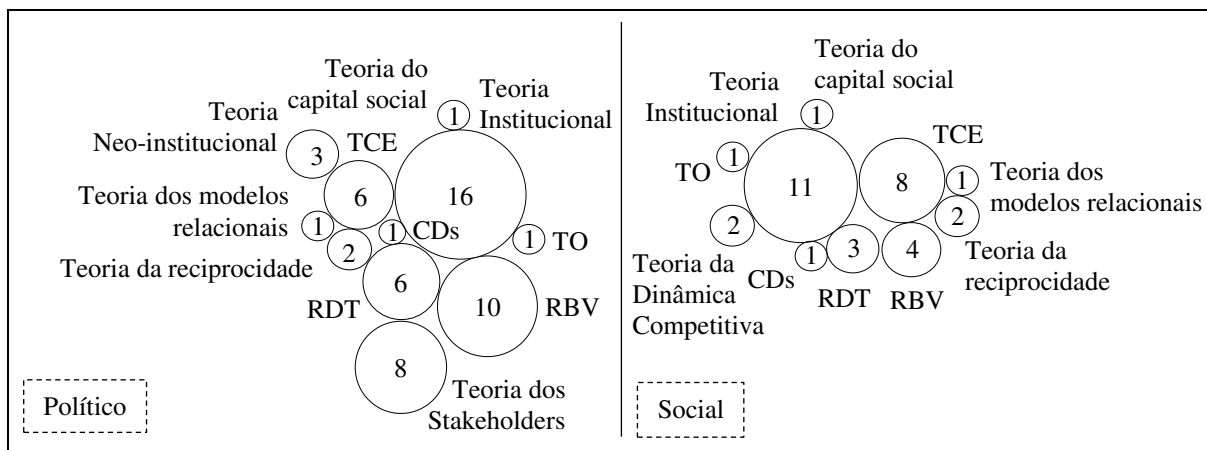 Teoria do
capital social
1
Teoria
Institucional
Teoria
Neo-institucional
3
TCE
6
16
Teoria dos modelos
relacionais
1
1
CDs
1
TO
2
Teoria da reciprocidade
6
RDT
10
RBV
8
Teoria dos
Stakeholders
Político
Teoria do
capital social
1
Teoria
Institucional
TCE
1
TO
11
8
1
Teoria dos
modelos relacionais
2
2
Teoria da
reciprocidade
Teoria da
Dinâmica
Competitiva
1
CDs
3
RDT
4
RBV
Social